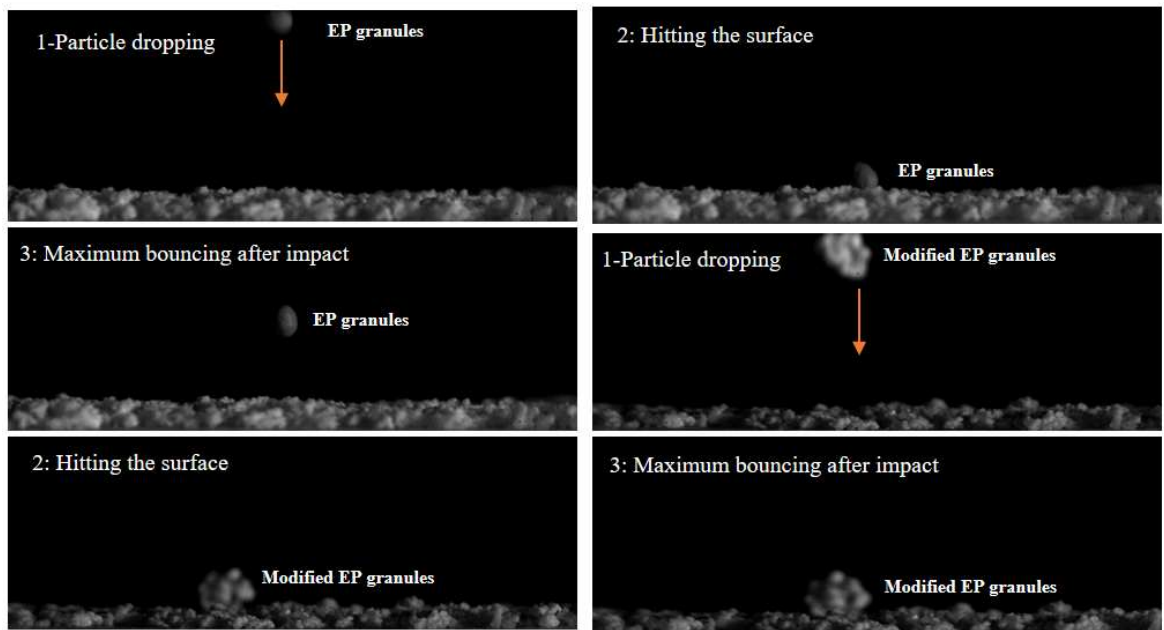 1-Particle dropping
EP granules
2: Hitting the surface
EP granules
3: Maximum bouncing after impact
EP granules
1-Particle dropping
Modified EP granules
2: Hitting the surface
Modified EP granules
3: Maximum bouncing after impact
Modified EP granules